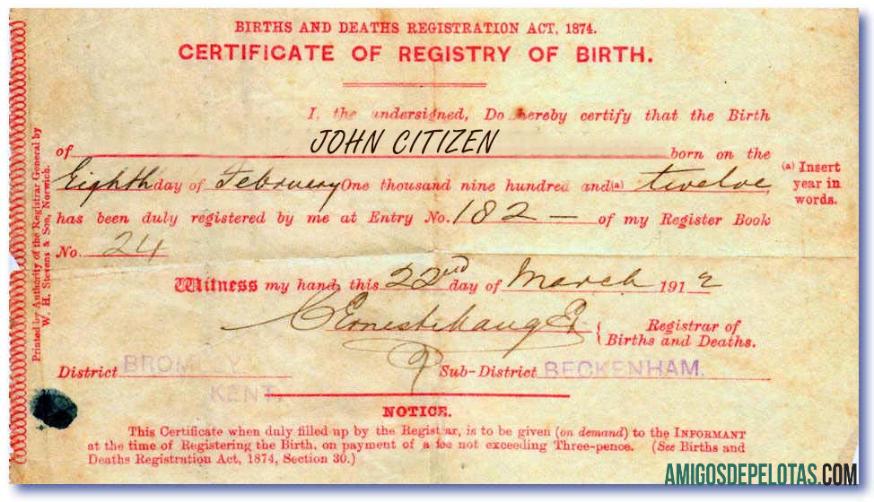 BIRTHS AND DEATHS REGISTRATION ACT, 1874.
CERTIFICATE OF REGISTRY OF BIRTH.
I, the undersigned, Do hereby certify that the Birth
of JOHN CITIZEN born on the
Eighth day of February One thousand nine hundred and (a) twelve
has been duly registered by me at Entry No. 182 — of my Register Book
No. 24
(a) Insert
year in
words.
Witness my hand, this 22nd day of March 1912
Registrar of
Births and Deaths.
District BROMLEY KENT.
Sub-District BECKENHAM.
NOTICE.
This Certificate when duly filled up by the Registrar, is to be given (on demand) to the INFORMANT
at the time of Registering the Birth, on payment of a fee not exceeding Three-pence. (See Births and
Deaths Registration Act, 1874, Section 30.)
Printed by Authority of the Registrar General by
W. H. Stevens & Son, Norwich.
AMIGOSDEPELOTAS.COM